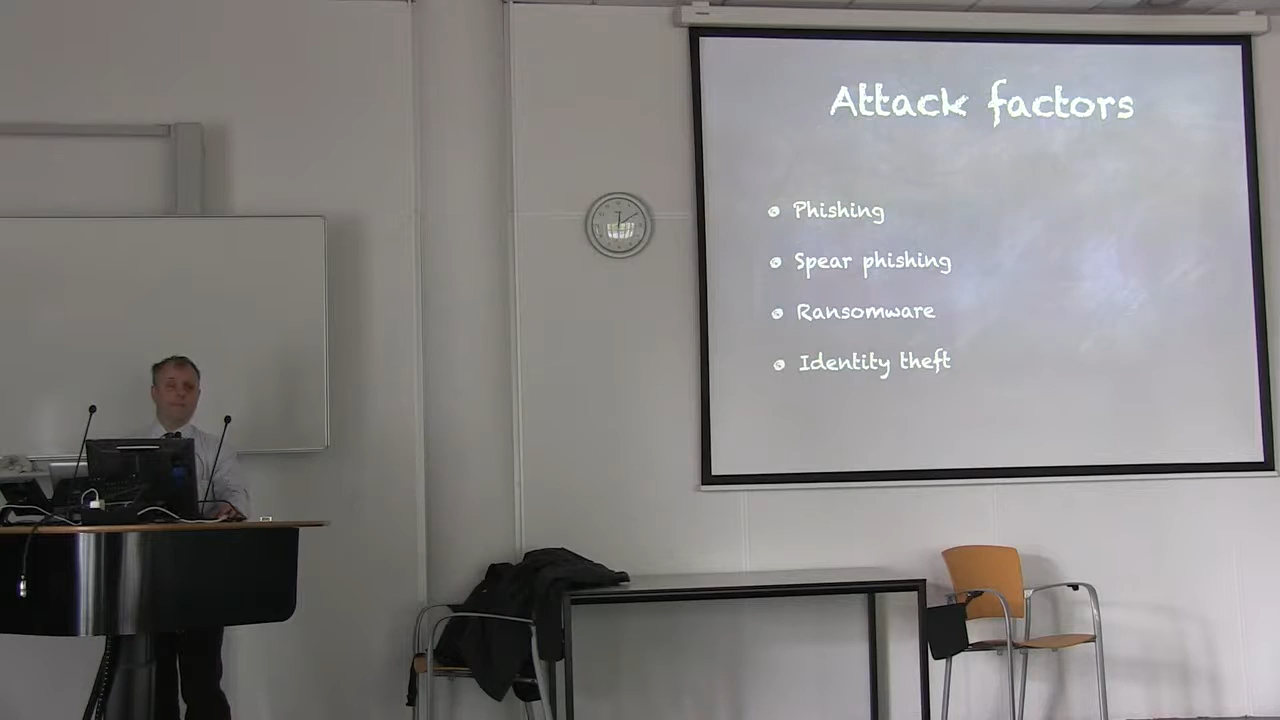 Attack factors
Phishing
Spear phishing
Ransomware
Identity theft